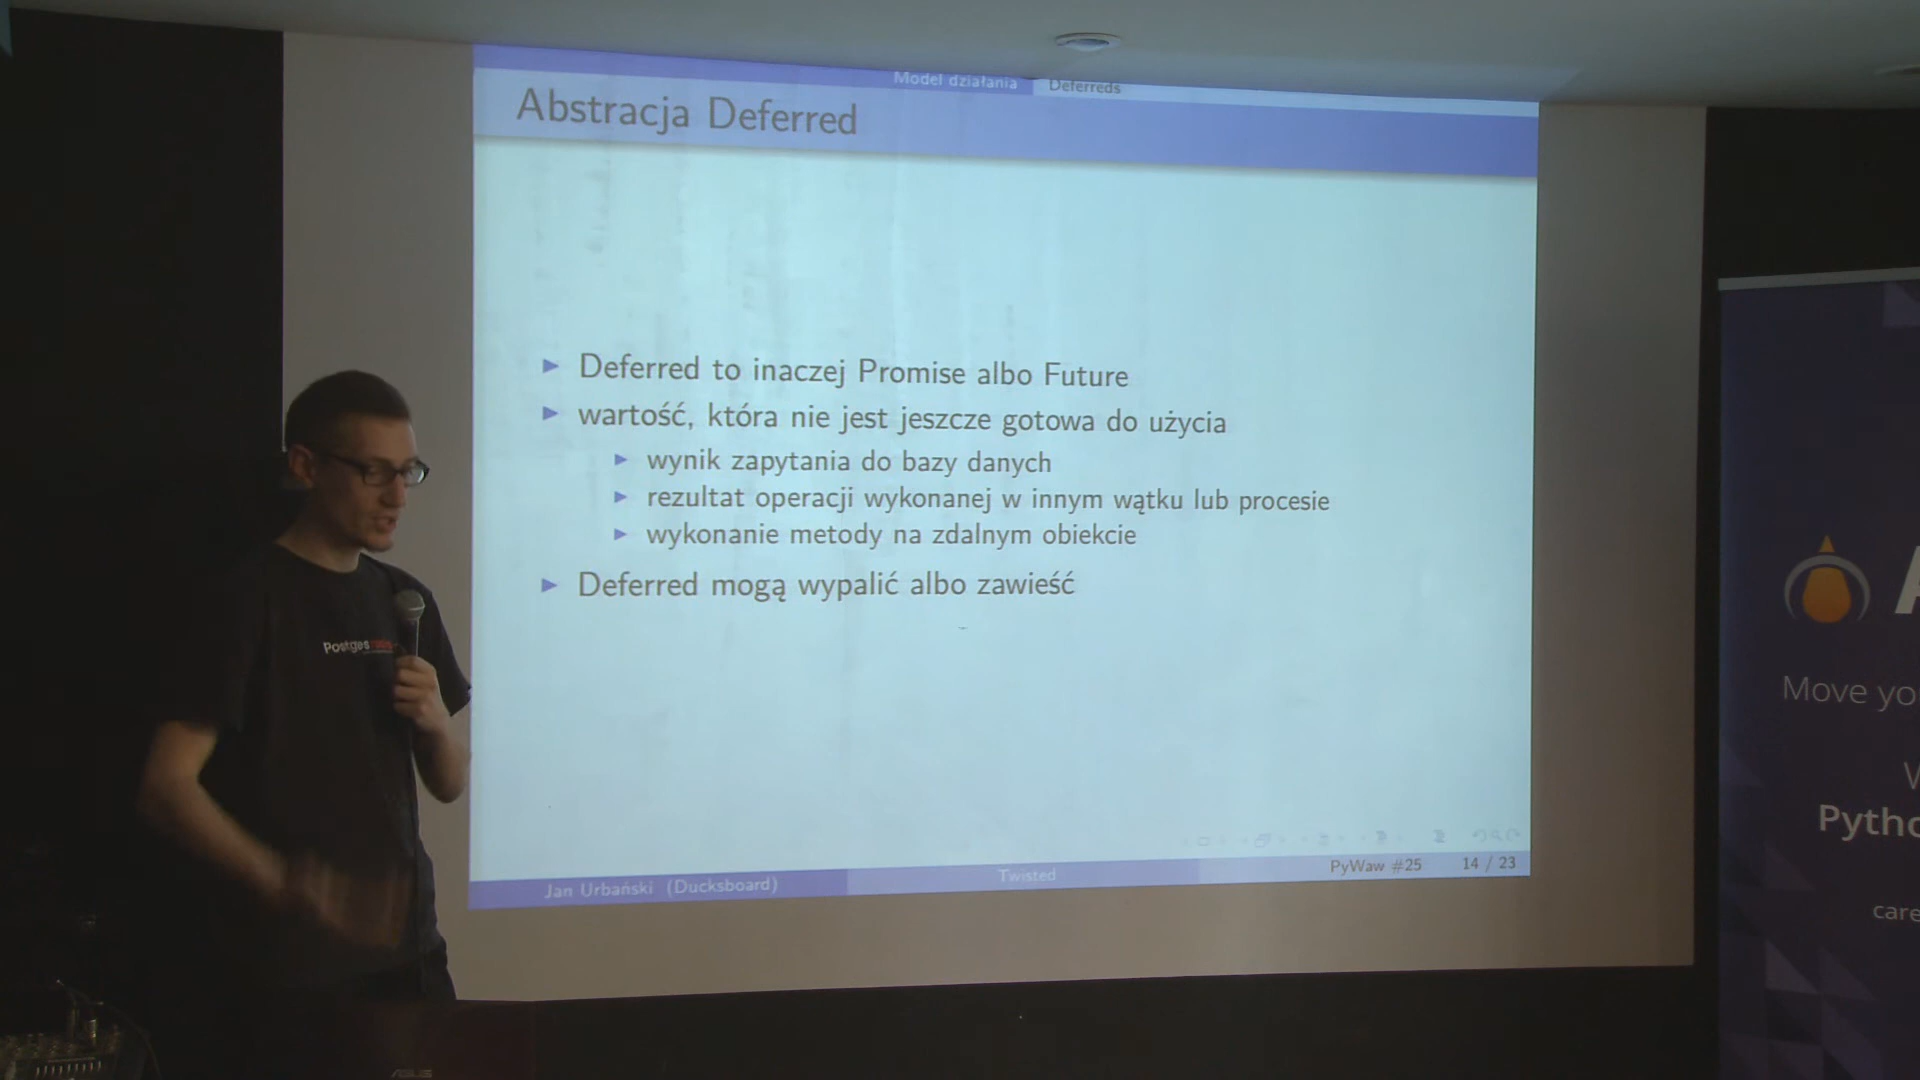 Model działania Deferreds
Abstracja Deferred
Deferred to inaczej Promise albo Future
wartość, która nie jest jeszcze gotowa do użycia
wynik zapytania do bazy danych
rezultat operacji wykonanej w innym wątku lub procesie
wykonanie metody na zdalnym obiekcie
Deferred mogą wypalić albo zawieść
Jan Urbański (Ducksboard) Twisted PyWaw #25 14 / 23
Postgres
A
Move yo
Pytho
care
ASUS